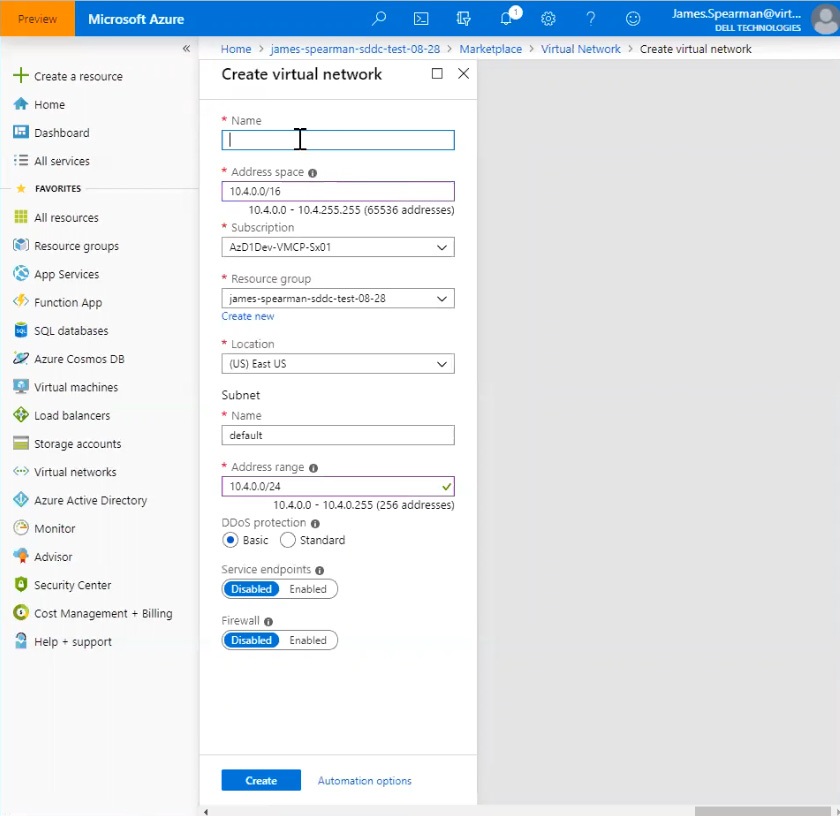 Preview
Microsoft Azure
1
James.Spearman@virt...
DELL TECHNOLOGIES
«
Home > james-spearman-sddc-test-08-28 > Marketplace > Virtual Network > Create virtual network
Create a resource
Home
Dashboard
All services
FAVORITES
All resources
Resource groups
App Services
Function App
SQL databases
Azure Cosmos DB
Virtual machines
Load balancers
Storage accounts
Virtual networks
Azure Active Directory
Monitor
Advisor
Security Center
Cost Management + Billing
Help + support
Create virtual network
* Name
* Address space
10.4.0.0/16
10.4.0.0 - 10.4.255.255 (65536 addresses)
* Subscription
AzD1Dev-VMCP-Sx01
* Resource group
james-spearman-sddc-test-08-28
Create new
* Location
(US) East US
Subnet
* Name
default
* Address range
10.4.0.0/24
10.4.0.0 - 10.4.0.255 (256 addresses)
DDoS protection
Basic Standard
Service endpoints
Disabled Enabled
Firewall
Disabled Enabled
Create Automation options